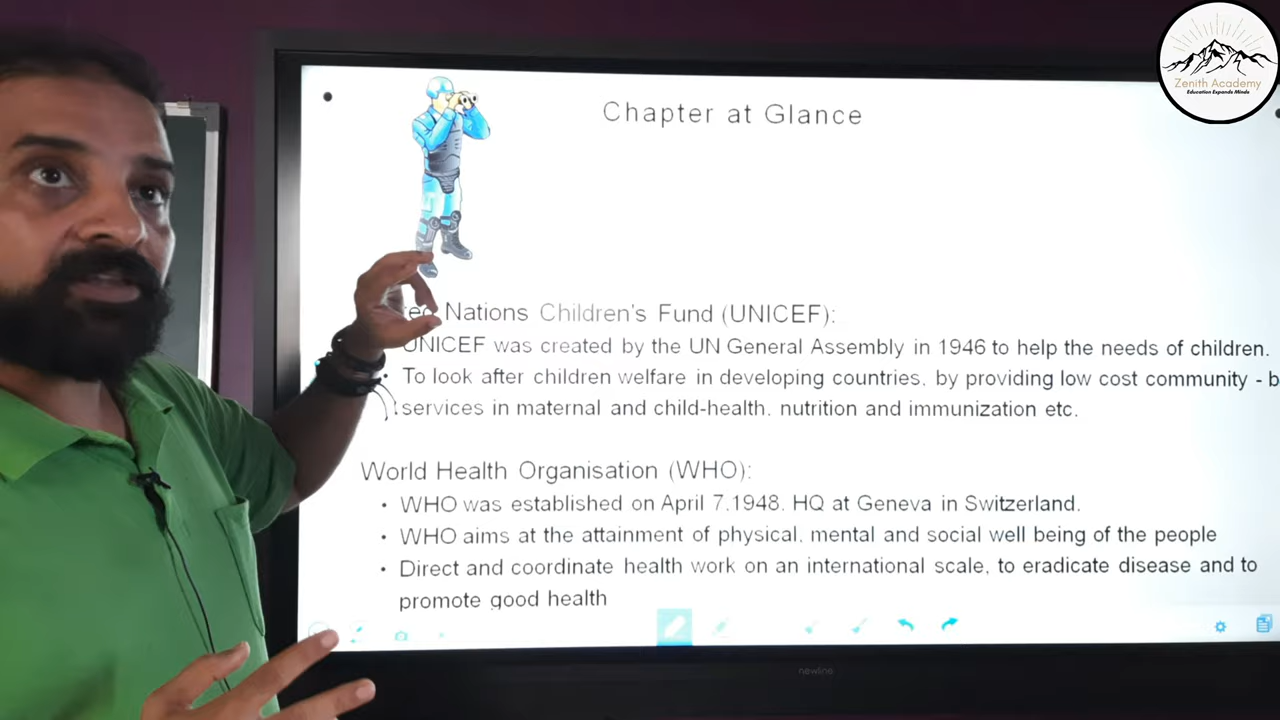 Zenith Academy
Education Expands Minds
Chapter at Glance
Nations Children's Fund (UNICEF):
UNICEF was created by the UN General Assembly in 1946 to help the needs of children.
• To look after children welfare in developing countries, by providing low cost community -
services in maternal and child-health, nutrition and immunization etc.
World Health Organisation (WHO):
• WHO was established on April 7,1948. HQ at Geneva in Switzerland.
• WHO aims at the attainment of physical, mental and social well being of the people
• Direct and coordinate health work on an international scale, to eradicate disease and to
promote good health
newline